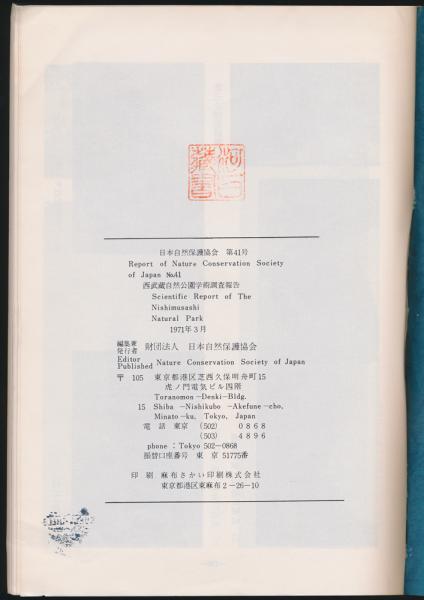 藏書
日本自然保護協会 第41号
Report of Nature Conservation Society
of Japan №41
西武蔵自然公園学術調査報告
Scientific Report of The
Nishimusashi
Natural Park
1971年3月
編集兼
発行者 財団法人 日本自然保護協会
Editor
Published Nature Conservation Society of Japan
〒 105 東京都港区芝西久保明舟町15
虎ノ門電気ビル四階
Toranomon-Denki-Bldg.
15 Shiba-Nishikubo-Akefune-cho,
Minato-ku, Tokyo, Japan
電話 東京 (502) 0868
(503) 4896
phone:Tokyo 502-0868
振替口座番号 東京 51775番
印刷 麻布さかい印刷株式会社
東京都港区東麻布2-26-10